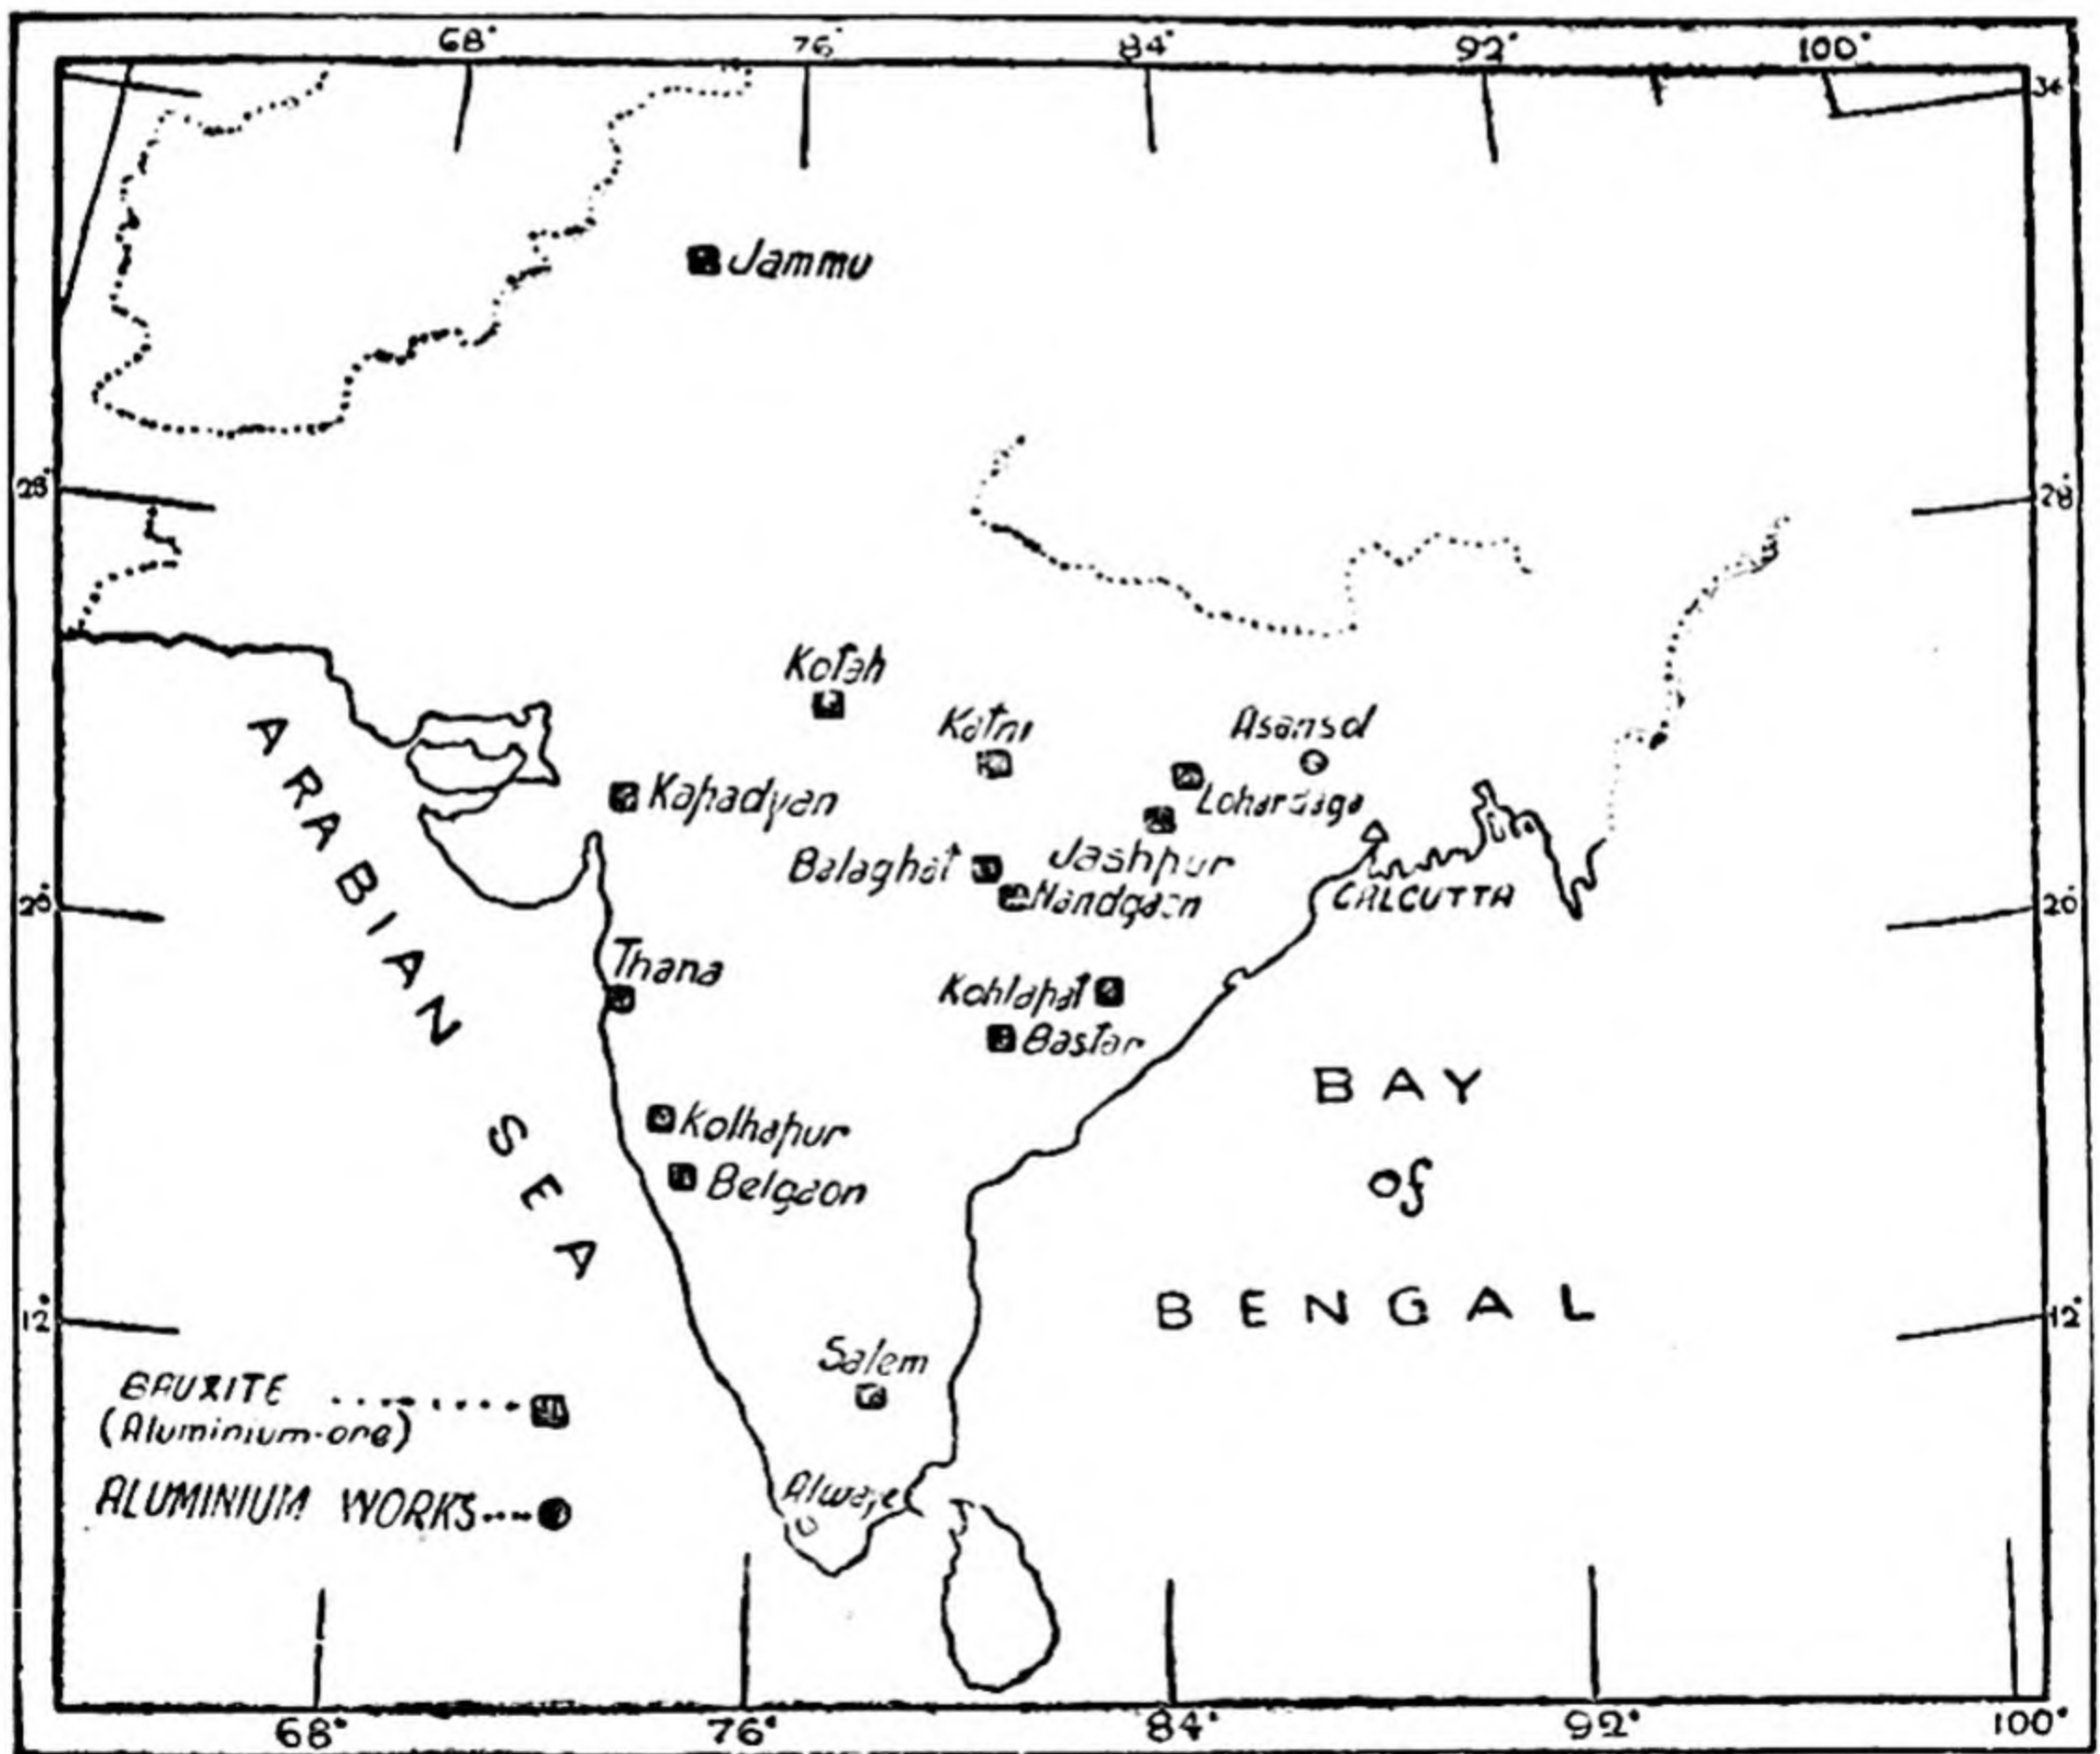 68° 76° 84° 92° 100°
36
Jammu
28° 28°
Kotah
Katni
Asansol
Kapadyan
Lohardaga
Jashpur
Balaghat
Nandgaon
CALCUTTA
20° 20°
Thana
Kohlapat
Bastar
ARABIAN SEA
BAY
of
BENGAL
Kolhapur
Belgaon
12° 12°
Salem
BAUXITE
(Aluminium-ore)
Alwaye
ALUMINIUM WORKS
68° 76° 84° 92° 100°